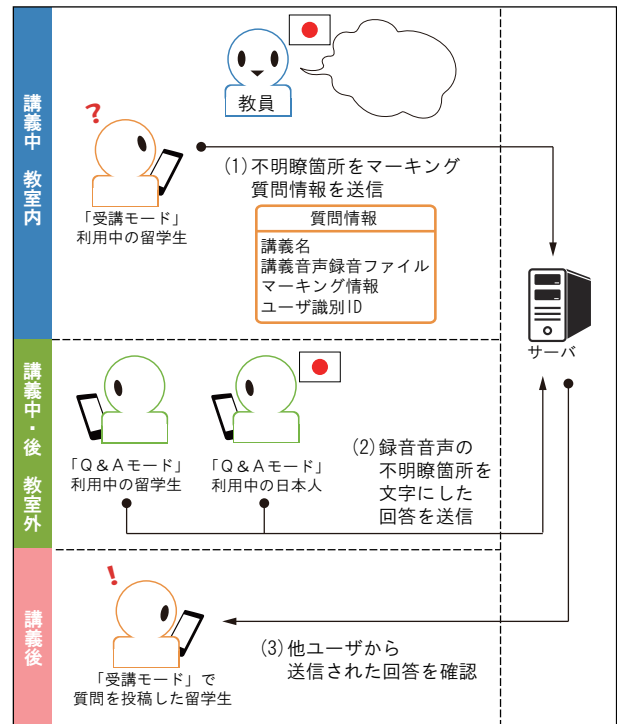 講義中 教室内
教員
?
「受講モード」
利用中の留学生
(1)不明瞭箇所をマーキング
質問情報を送信
質問情報
講義名
講義音声録音ファイル
マーキング情報
ユーザ識別ID
サーバ
講義中・後 教室外
「Q&Aモード」
利用中の留学生
「Q&Aモード」
利用中の日本人
(2)録音音声の
不明瞭箇所を
文字にした
回答を送信
講義後
!
「受講モード」で
質問を投稿した留学生
(3)他ユーザから
送信された回答を確認